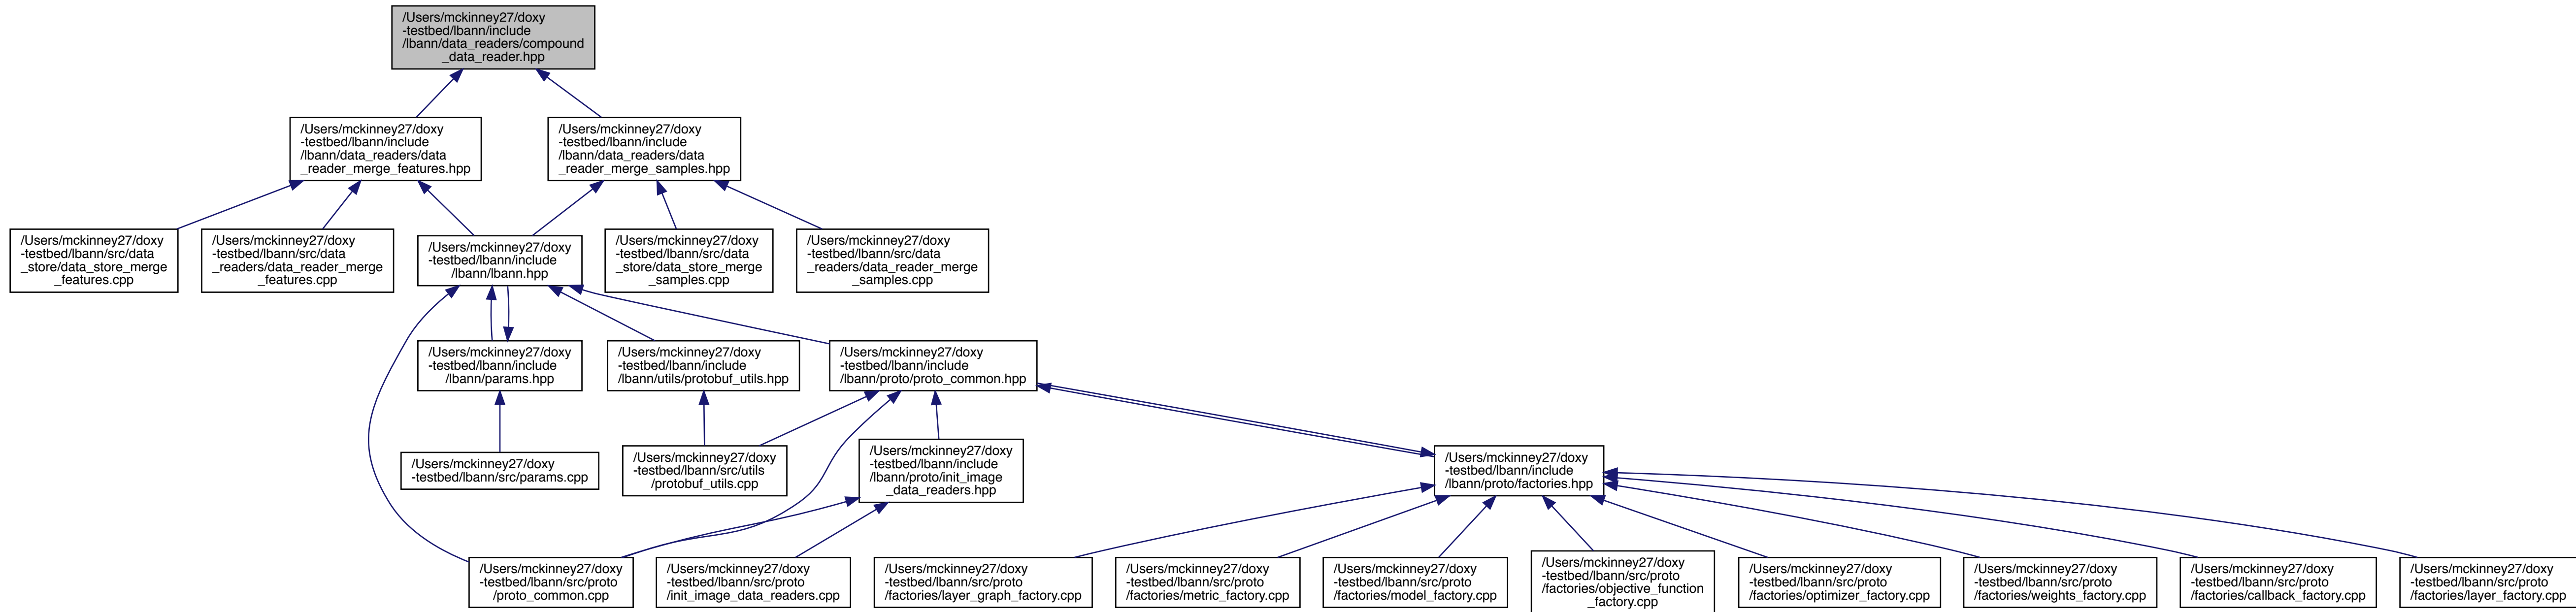 /Users/mckinney27/doxy
-testbed/lbann/include
/lbann/data_readers/compound
_data_reader.hpp
/Users/mckinney27/doxy
-testbed/lbann/include
/lbann/data_readers/data
_reader_merge_features.hpp
/Users/mckinney27/doxy
-testbed/lbann/include
/lbann/data_readers/data
_reader_merge_samples.hpp
/Users/mckinney27/doxy
-testbed/lbann/src/data
_store/data_store_merge
_features.cpp
/Users/mckinney27/doxy
-testbed/lbann/src/data
_readers/data_reader_merge
_features.cpp
/Users/mckinney27/doxy
-testbed/lbann/include
/lbann/lbann.hpp
/Users/mckinney27/doxy
-testbed/lbann/src/data
_store/data_store_merge
_samples.cpp
/Users/mckinney27/doxy
-testbed/lbann/src/data
_readers/data_reader_merge
_samples.cpp
/Users/mckinney27/doxy
-testbed/lbann/include
/lbann/params.hpp
/Users/mckinney27/doxy
-testbed/lbann/include
/lbann/utils/protobuf_utils.hpp
/Users/mckinney27/doxy
-testbed/lbann/include
/lbann/proto/proto_common.hpp
/Users/mckinney27/doxy
-testbed/lbann/src/params.cpp
/Users/mckinney27/doxy
-testbed/lbann/src/utils
/protobuf_utils.cpp
/Users/mckinney27/doxy
-testbed/lbann/include
/lbann/proto/init_image
_data_readers.hpp
/Users/mckinney27/doxy
-testbed/lbann/include
/lbann/proto/factories.hpp
/Users/mckinney27/doxy
-testbed/lbann/src/proto
/proto_common.cpp
/Users/mckinney27/doxy
-testbed/lbann/src/proto
/init_image_data_readers.cpp
/Users/mckinney27/doxy
-testbed/lbann/src/proto
/factories/layer_graph_factory.cpp
/Users/mckinney27/doxy
-testbed/lbann/src/proto
/factories/metric_factory.cpp
/Users/mckinney27/doxy
-testbed/lbann/src/proto
/factories/model_factory.cpp
/Users/mckinney27/doxy
-testbed/lbann/src/proto
/factories/objective_function
_factory.cpp
/Users/mckinney27/doxy
-testbed/lbann/src/proto
/factories/optimizer_factory.cpp
/Users/mckinney27/doxy
-testbed/lbann/src/proto
/factories/weights_factory.cpp
/Users/mckinney27/doxy
-testbed/lbann/src/proto
/factories/callback_factory.cpp
/Users/mckinney27/doxy
-testbed/lbann/src/proto
/factories/layer_factory.cpp